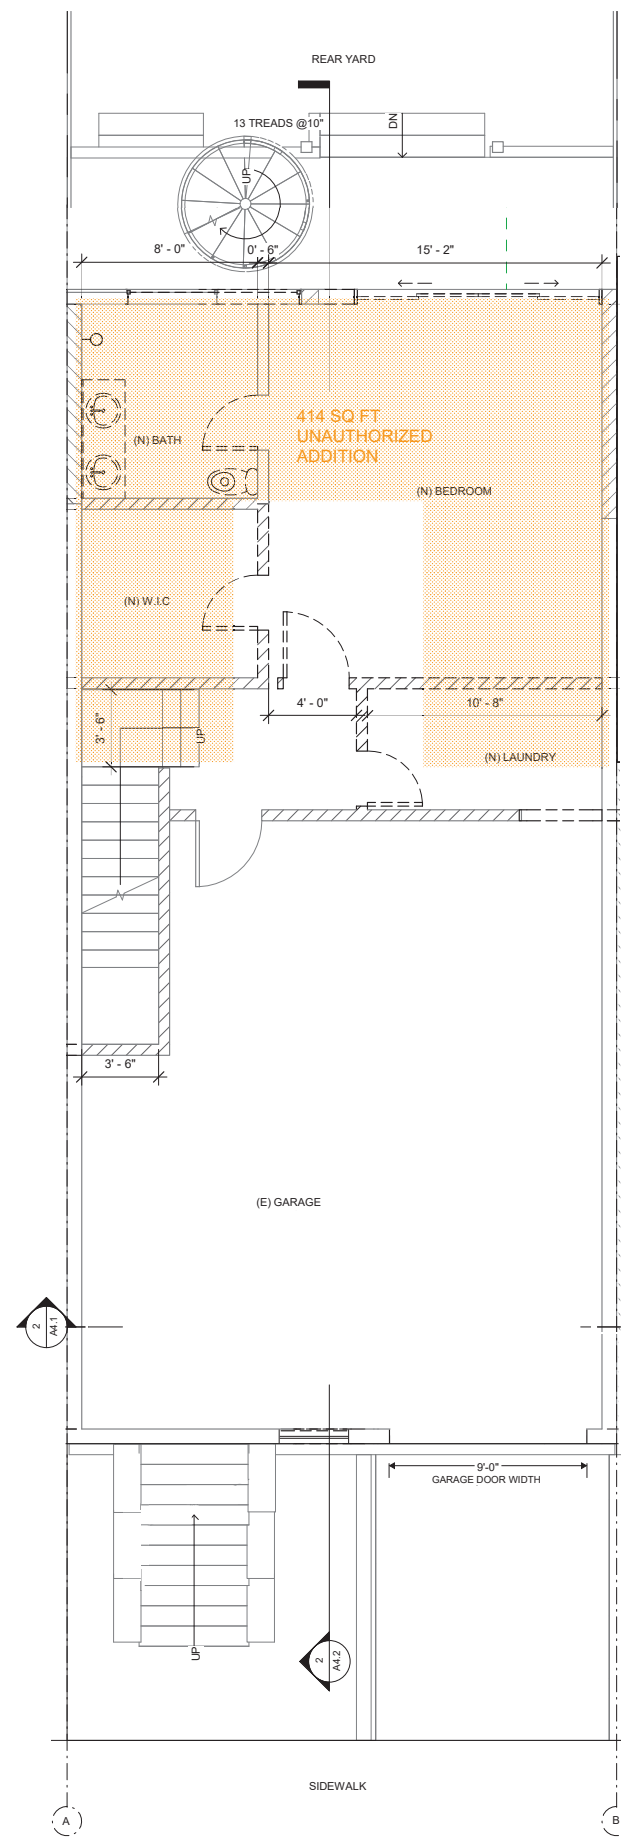 REAR YARD
13 TREADS @10"
DN
UP
8' - 0"
0' - 6"
15' - 2"
414 SQ FT
UNAUTHORIZED
ADDITION
(N) BATH
(N) BEDROOM
(N) W.I.C
4' - 0"
10' - 8"
3' - 6"
UP
(N) LAUNDRY
3' - 6"
(E) GARAGE
2
A4.1
9'-0"
GARAGE DOOR WIDTH
UP
2
A4.2
SIDEWALK
A
B